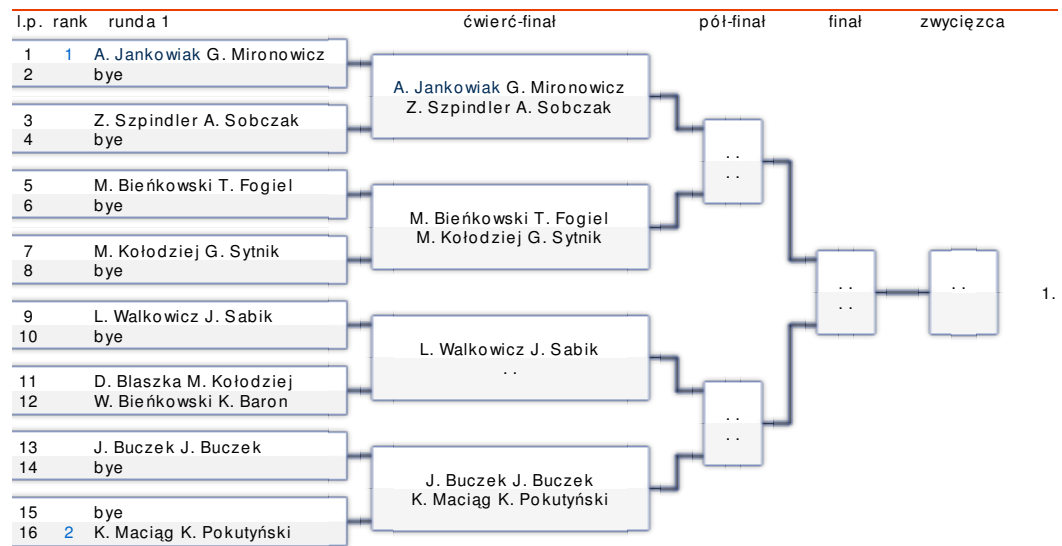 l.p. rank runda 1 ćwierć-finał pół-finał finał zwycięzca
1 1 A. Jankowiak G. Mironowicz
2 bye
3 Z. Szpindler A. Sobczak
4 bye
5 M. Bieńkowski T. Fogiel
6 bye
7 M. Kołodziej G. Sytnik
8 bye
9 L. Walkowicz J. Sabik
10 bye
11 D. Blaszka M. Kołodziej
12 W. Bieńkowski K. Baron
13 J. Buczek J. Buczek
14 bye
15 bye
16 2 K. Maciąg K. Pokutyński
A. Jankowiak G. Mironowicz
Z. Szpindler A. Sobczak
M. Bieńkowski T. Fogiel
M. Kołodziej G. Sytnik
L. Walkowicz J. Sabik
. .
J. Buczek J. Buczek
K. Maciąg K. Pokutyński
. .
. .
. .
. .
. .
. .
. .
1.